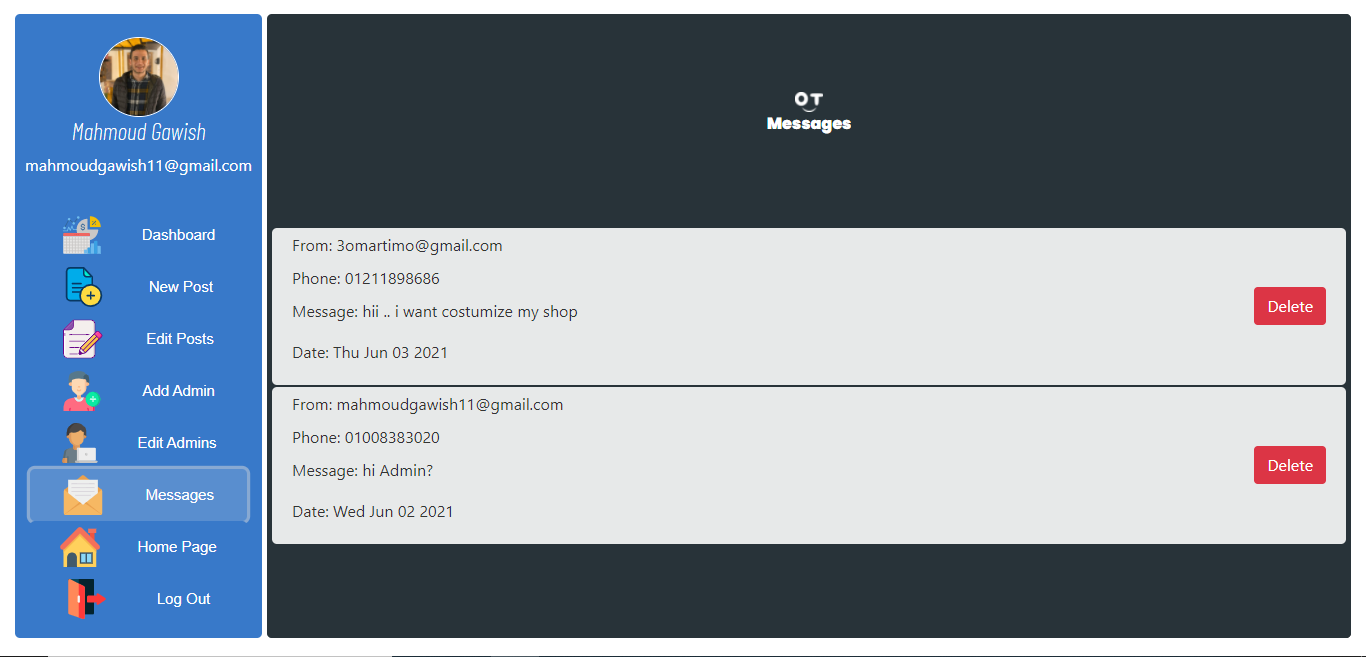 Mahmoud Gawish
mahmoudgawish11@gmail.com
Dashboard
New Post
Edit Posts
Add Admin
Edit Admins
Messages
Home Page
Log Out
OT
Messages
From: 3omartimo@gmail.com
Phone: 01211898686
Message: hii .. i want costumize my shop
Delete
Date: Thu Jun 03 2021
From: mahmoudgawish11@gmail.com
Phone: 01008383020
Message: hi Admin?
Delete
Date: Wed Jun 02 2021